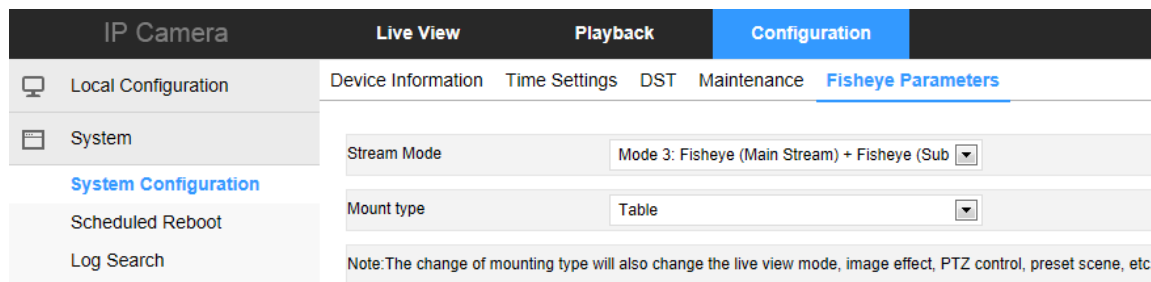 IP Camera Live View Playback Configuration
Local Configuration Device Information Time Settings DST Maintenance Fisheye Parameters
System
Stream Mode Mode 3: Fisheye (Main Stream) + Fisheye (Sub
System Configuration
Mount type Table
Scheduled Reboot
Log Search
Note:The change of mounting type will also change the live view mode, image effect, PTZ control, preset scene, etc